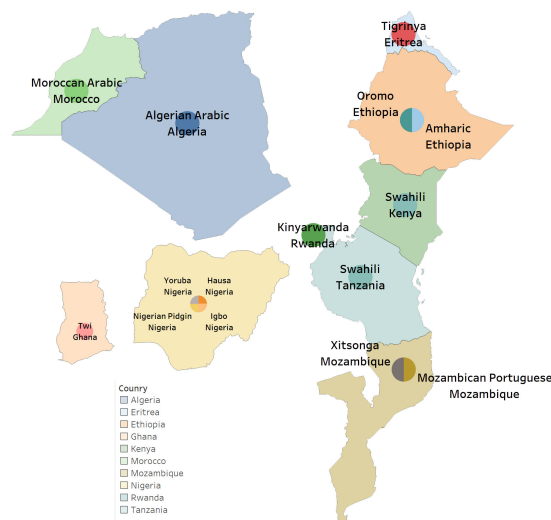 Tigrinya
Eritrea
Moroccan Arabic
Morocco
Oromo
Ethiopia
Algerian Arabic
Algeria
Amharic
Ethiopia
Swahili
Kenya
Kinyarwanda
Rwanda
Swahili
Tanzania
Yoruba
Nigeria
Hausa
Nigeria
Nigerian Pidgin
Nigeria
Igbo
Nigeria
Twi
Ghana
Xitsonga
Mozambique
Mozambican Portuguese
Mozambique
Counry
Algeria
Eritrea
Ethiopia
Ghana
Kenya
Morocco
Mozambique
Nigeria
Rwanda
Tanzania